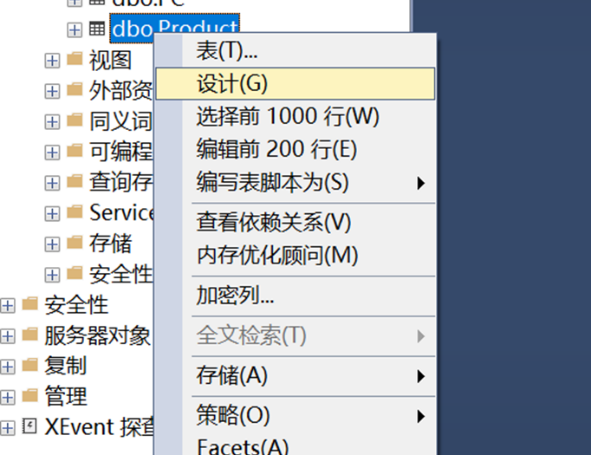 dbo.PC
dbo.Product
表(T)...
视图
设计(G)
外部资
选择前 1000 行(W)
同义词
编辑前 200 行(E)
可编程
查询存
编写表脚本为(S)
Service
查看依赖关系(V)
存储
内存优化顾问(M)
安全性
加密列...
安全性
服务器对象
全文检索(T)
复制
存储(A)
管理
策略(O)
XEvent 探查
Facets(A)